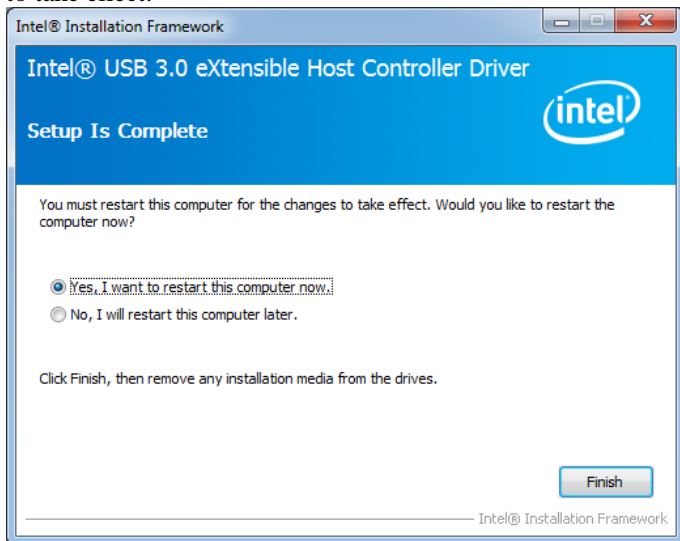 to take effect.
Intel® Installation Framework
Intel® USB 3.0 eXtensible Host Controller Driver
intel
Setup Is Complete
You must restart this computer for the changes to take effect. Would you like to restart the
computer now?
Yes, I want to restart this computer now.
No, I will restart this computer later.
Click Finish, then remove any installation media from the drives.
Finish
Intel® Installation Framework